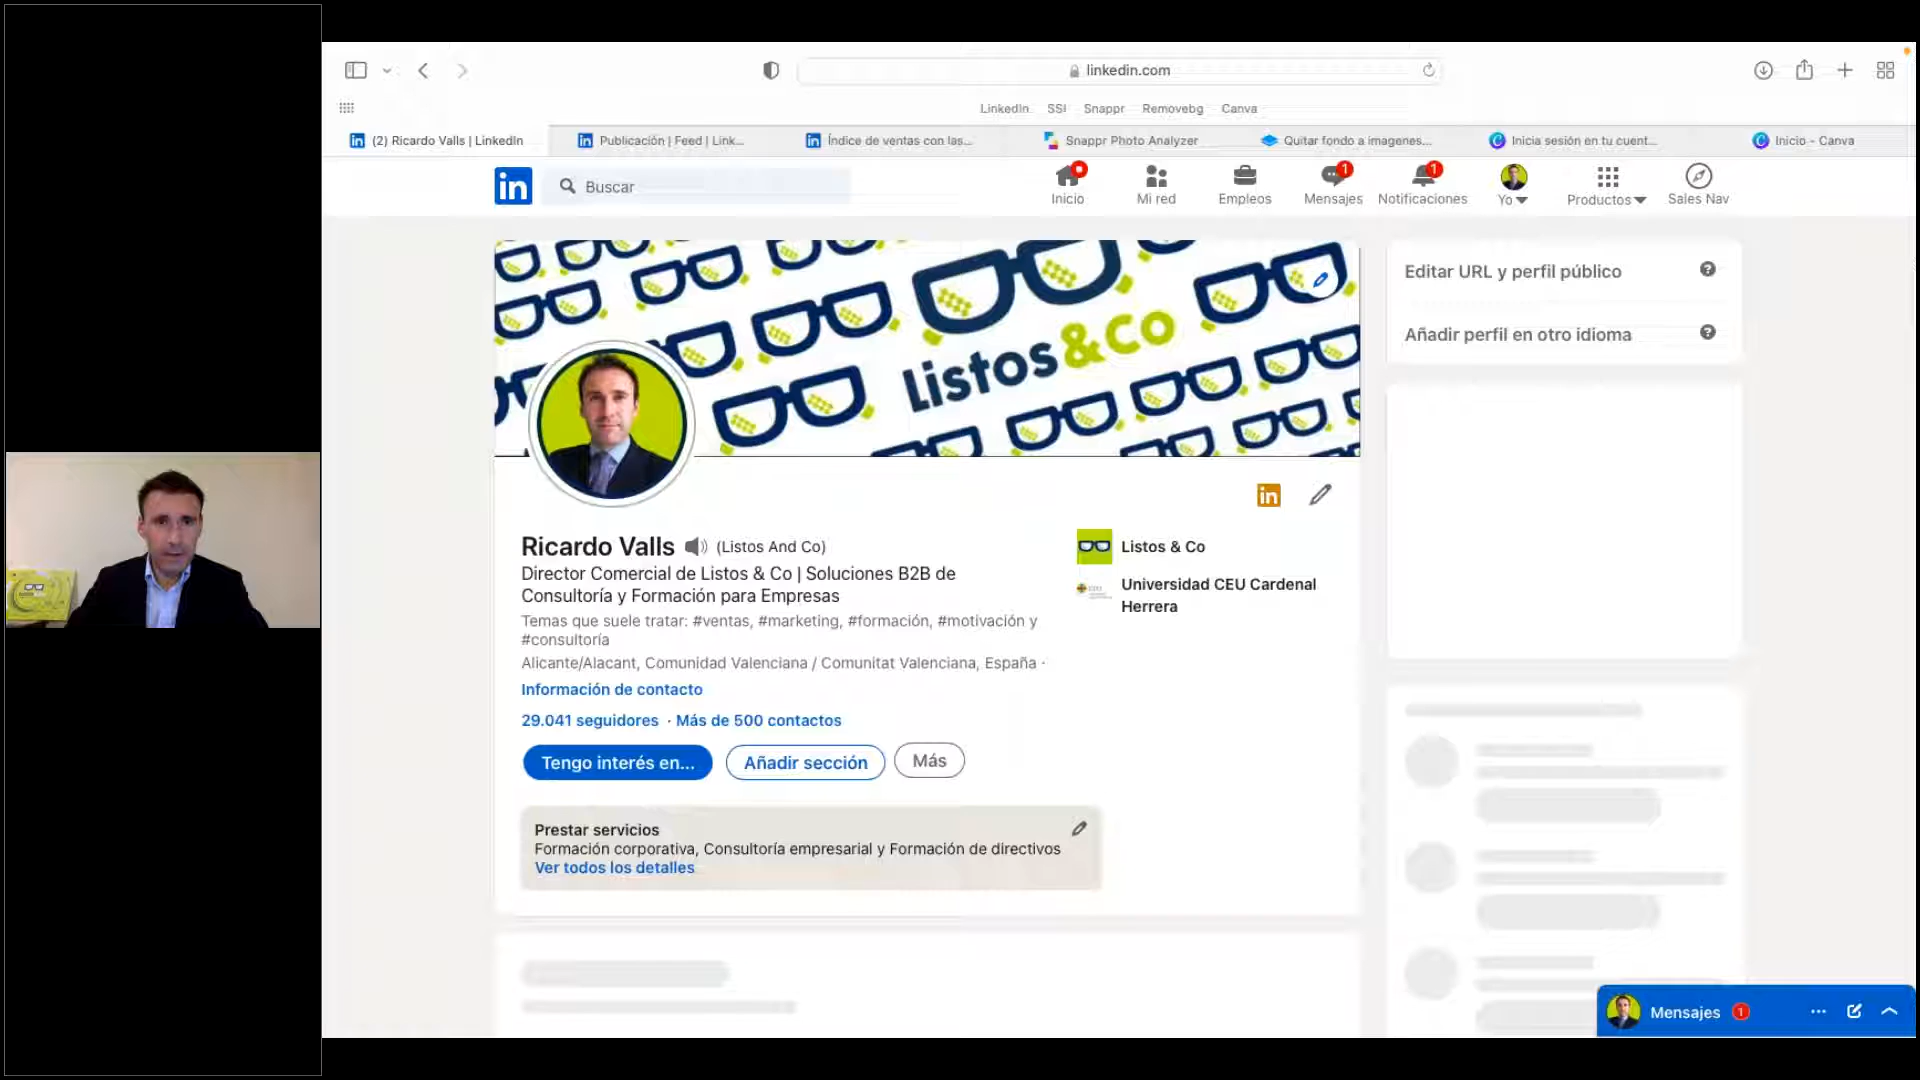 linkedin.com
LinkedIn SSI Snappr Removebg Canva
(2) Ricardo Valls | LinkedIn
Publicación | Feed | Link...
Índice de ventas con las...
Snappr Photo Analyzer
Quitar fondo a imagenes...
Inicia sesión en tu cuent...
Inicio - Canva
in
Buscar
Inicio
Mi red
Empleos
1
Mensajes
1
Notificaciones
Yo
Productos
Sales Nav
Listos&Co
Editar URL y perfil público
Añadir perfil en otro idioma
in
Ricardo Valls (Listos And Co)
Director Comercial de Listos & Co | Soluciones B2B de
Consultoría y Formación para Empresas
Temas que suele tratar: #ventas, #marketing, #formación, #motivación y
#consultoría
Alicante/Alacant, Comunidad Valenciana / Comunitat Valenciana, España ·
Información de contacto
29.041 seguidores · Más de 500 contactos
Tengo interés en...
Añadir sección
Más
Listos & Co
Universidad CEU Cardenal
Herrera
Prestar servicios
Formación corporativa, Consultoría empresarial y Formación de directivos
Ver todos los detalles
Mensajes 1